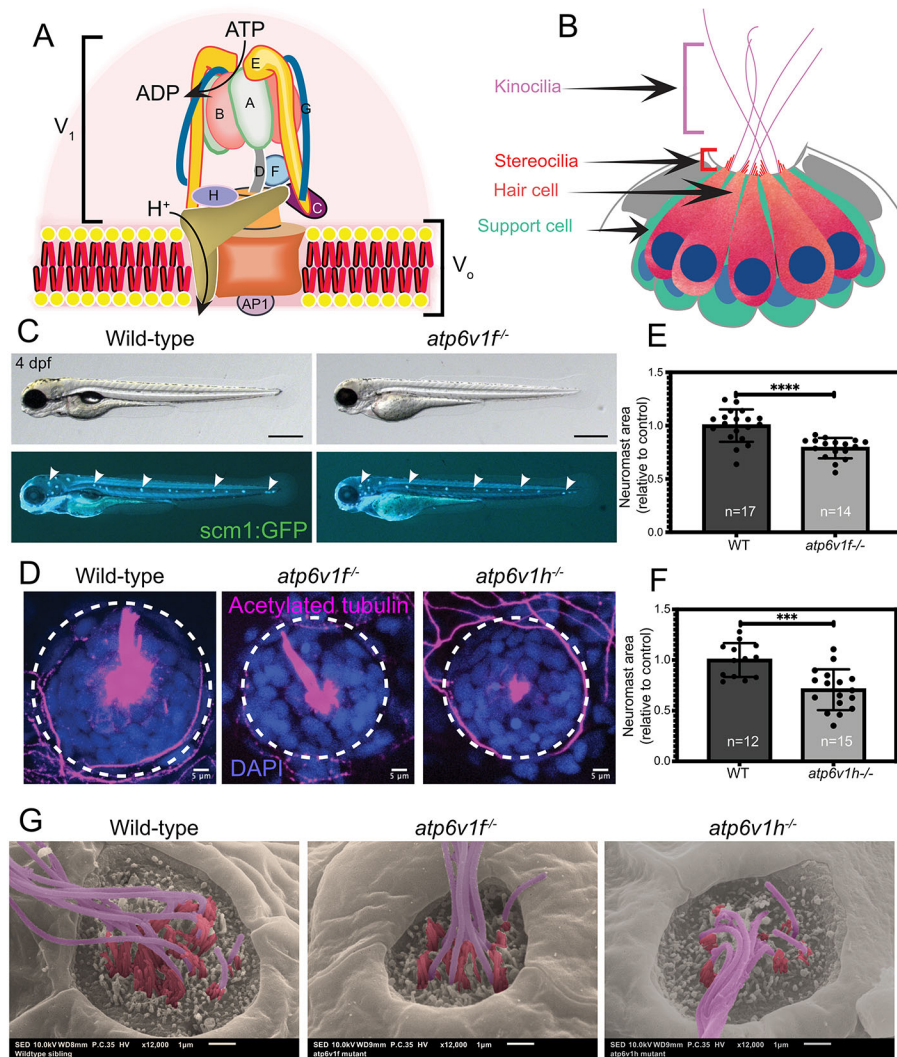 A
ATP
ADP
V1
E
B
A
G
D
F
H
C
H+
Vo
AP1
B
Kinocilia
Stereocilia
Hair cell
Support cell
C
Wild-type
atp6v1f-/-
4 dpf
scm1:GFP
E
Neuromast area
(relative to control)
1.5
1.0
0.5
0.0
****
n=17
n=14
WT
atp6v1f-/-
D
Wild-type
atp6v1f-/-
atp6v1h-/-
Acetylated tubulin
DAPI
5 µm
5 µm
5 µm
F
Neuromast area
(relative to control)
1.5
1.0
0.5
0.0
***
n=12
n=15
WT
atp6v1h-/-
G
Wild-type
atp6v1f-/-
atp6v1h-/-
SED 10.0kV WD8mm P.C.35 HV x12,000 1µm
Wildtype sibling
SED 10.0kV WD9mm P.C.35 HV x12,000 1µm
atp6v1f mutant
SED 10.0kV WD9mm P.C.35 HV x12,000 1µm
atp6v1h mutant